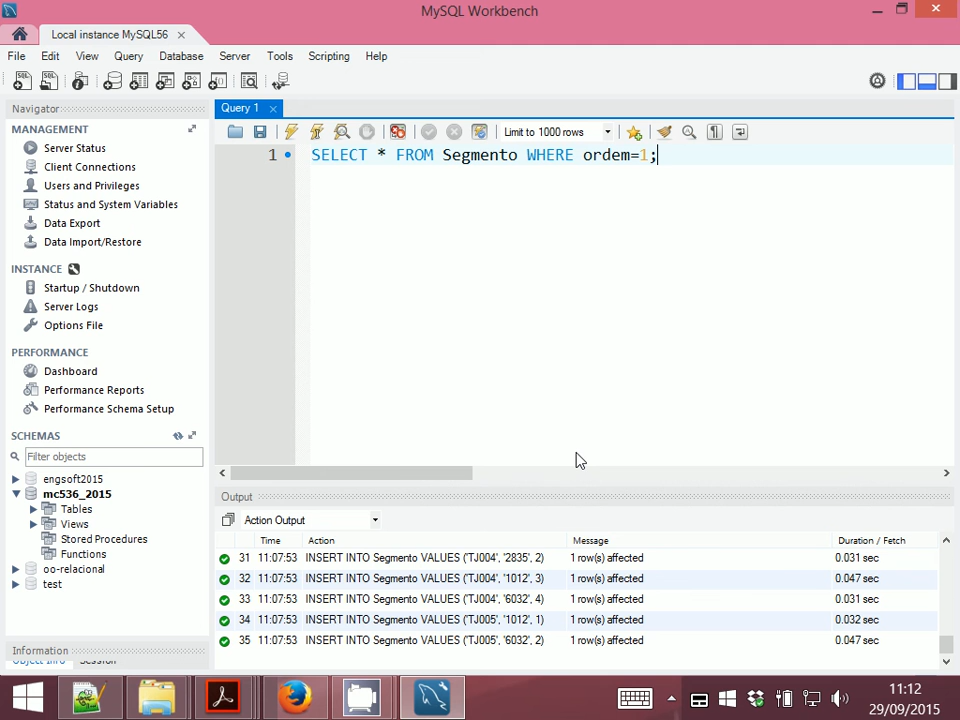 MySQL Workbench
Local instance MySQL56
File Edit View Query Database Server Tools Scripting Help
Navigator
MANAGEMENT
Server Status
Client Connections
Users and Privileges
Status and System Variables
Data Export
Data Import/Restore
INSTANCE
Startup / Shutdown
Server Logs
Options File
PERFORMANCE
Dashboard
Performance Reports
Performance Schema Setup
SCHEMAS
Filter objects
engsoft2015
mc536_2015
Tables
Views
Stored Procedures
Functions
oo-relacional
test
Information
Object Info Session
Query 1
Limit to 1000 rows
1 SELECT * FROM Segmento WHERE ordem=1;
Output
Action Output
Time Action Message Duration / Fetch
31 11:07:53 INSERT INTO Segmento VALUES ('TJ004', '2835', 2) 1 row(s) affected 0.031 sec
32 11:07:53 INSERT INTO Segmento VALUES ('TJ004', '1012', 3) 1 row(s) affected 0.047 sec
33 11:07:53 INSERT INTO Segmento VALUES ('TJ004', '6032', 4) 1 row(s) affected 0.031 sec
34 11:07:53 INSERT INTO Segmento VALUES ('TJ005', '1012', 1) 1 row(s) affected 0.032 sec
35 11:07:53 INSERT INTO Segmento VALUES ('TJ005', '6032', 2) 1 row(s) affected 0.047 sec
11:12
29/09/2015